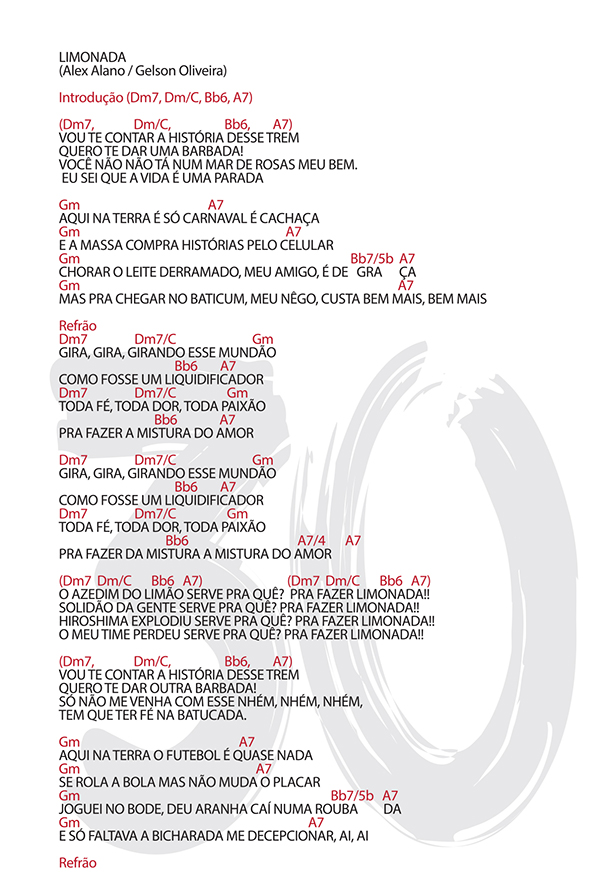 LIMONADA
(Alex Alano / Gelson Oliveira)
Introdução (Dm7, Dm/C, Bb6, A7)
(Dm7, Dm/C, Bb6, A7)
VOU TE CONTAR A HISTÓRIA DESSE TREM
QUERO TE DAR UMA BARBADA!
VOCÊ NÃO NÃO TÁ NUM MAR DE ROSAS MEU BEM.
EU SEI QUE A VIDA É UMA PARADA
Gm A7
AQUI NA TERRA É SÓ CARNAVAL É CACHAÇA
Gm A7
E A MASSA COMPRA HISTÓRIAS PELO CELULAR
Gm Bb7/5b A7
CHORAR O LEITE DERRAMADO, MEU AMIGO, É DE GRA ÇA
Gm A7
MAS PRA CHEGAR NO BATICUM, MEU NÊGO, CUSTA BEM MAIS, BEM MAIS
Refrão
Dm7 Dm7/C Gm
GIRA, GIRA, GIRANDO ESSE MUNDÃO
Bb6 A7
COMO FOSSE UM LIQUIDIFICADOR
Dm7 Dm7/C Gm
TODA FÉ, TODA DOR, TODA PAIXÃO
Bb6 A7
PRA FAZER A MISTURA DO AMOR
Dm7 Dm7/C Gm
GIRA, GIRA, GIRANDO ESSE MUNDÃO
Bb6 A7
COMO FOSSE UM LIQUIDIFICADOR
Dm7 Dm7/C Gm
TODA FÉ, TODA DOR, TODA PAIXÃO
Bb6 A7/4 A7
PRA FAZER DA MISTURA A MISTURA DO AMOR
(Dm7 Dm/C Bb6 A7) (Dm7 Dm/C Bb6 A7)
O AZEDIM DO LIMÃO SERVE PRA QUÊ? PRA FAZER LIMONADA!!
SOLIDÃO DA GENTE SERVE PRA QUÊ? PRA FAZER LIMONADA!!
HIROSHIMA EXPLODIU SERVE PRA QUÊ? PRA FAZER LIMONADA!!
O MEU TIME PERDEU SERVE PRA QUÊ? PRA FAZER LIMONADA!!
(Dm7, Dm/C, Bb6, A7)
VOU TE CONTAR A HISTÓRIA DESSE TREM
QUERO TE DAR OUTRA BARBADA!
SÓ NÃO ME VENHA COM ESSE NHÉM, NHÉM, NHÉM,
TEM QUE TER FÉ NA BATUCADA.
Gm A7
AQUI NA TERRA O FUTEBOL É QUASE NADA
Gm A7
SE ROLA A BOLA MAS NÃO MUDA O PLACAR
Gm Bb7/5b A7
JOGUEI NO BODE, DEU ARANHA CAÍ NUMA ROUBA DA
Gm A7
E SÓ FALTAVA A BICHARADA ME DECEPCIONAR, AI, AI
Refrão
30